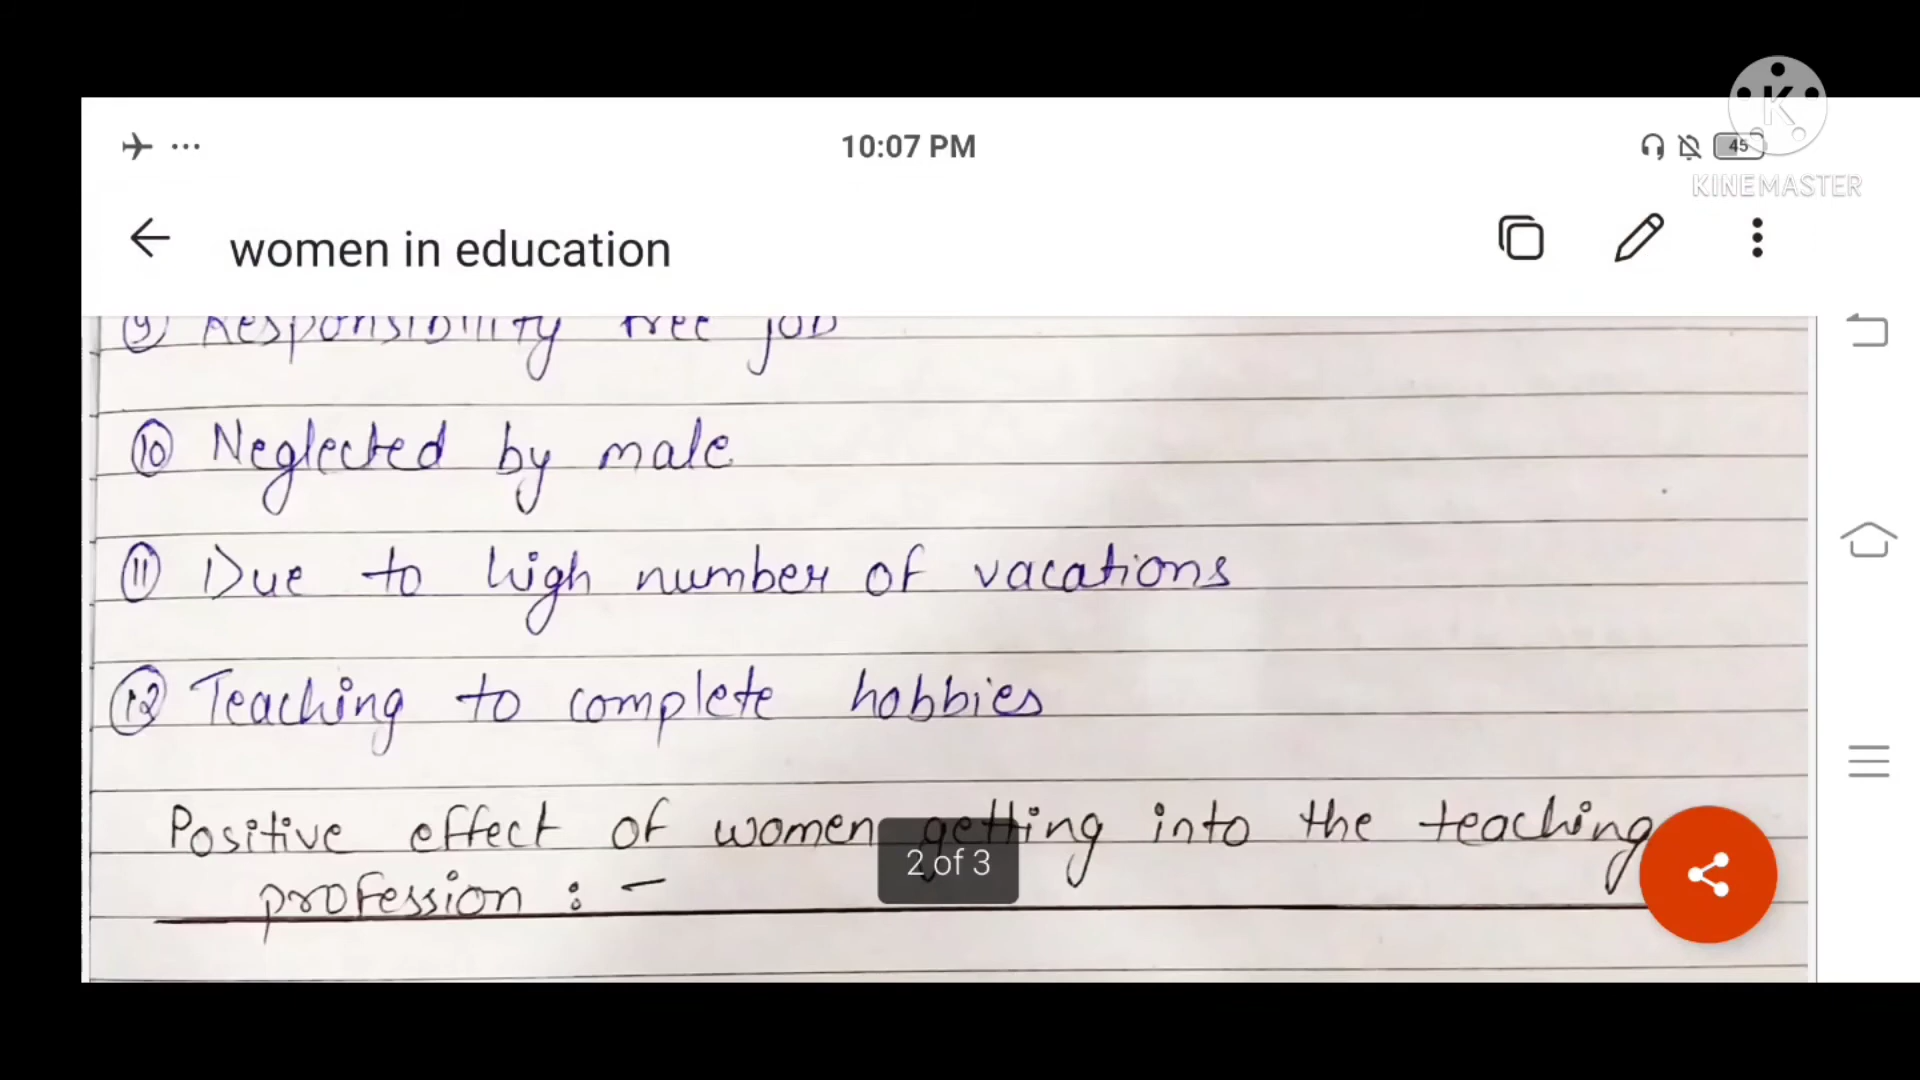 10:07 PM
45
KINEMASTER
women in education
9 Responsibility free job
10 Neglected by male
11 Due to high number of vacations
12 Teaching to complete hobbies
Positive effect of women getting into the teaching
profession : -
2 of 3